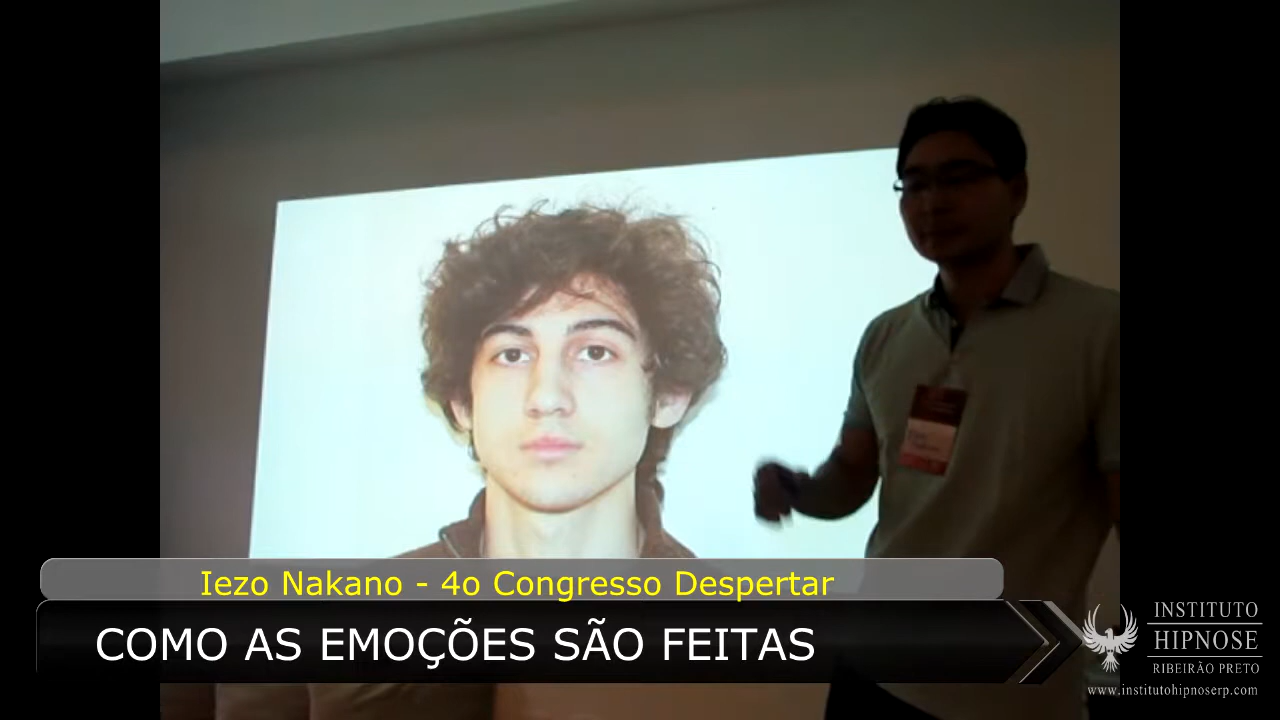 Iezo Nakano - 4o Congresso Despertar
COMO AS EMOÇÕES SÃO FEITAS
INSTITUTO
HIPNOSE
RIBEIRÃO PRETO
www.institutohipnoserp.com